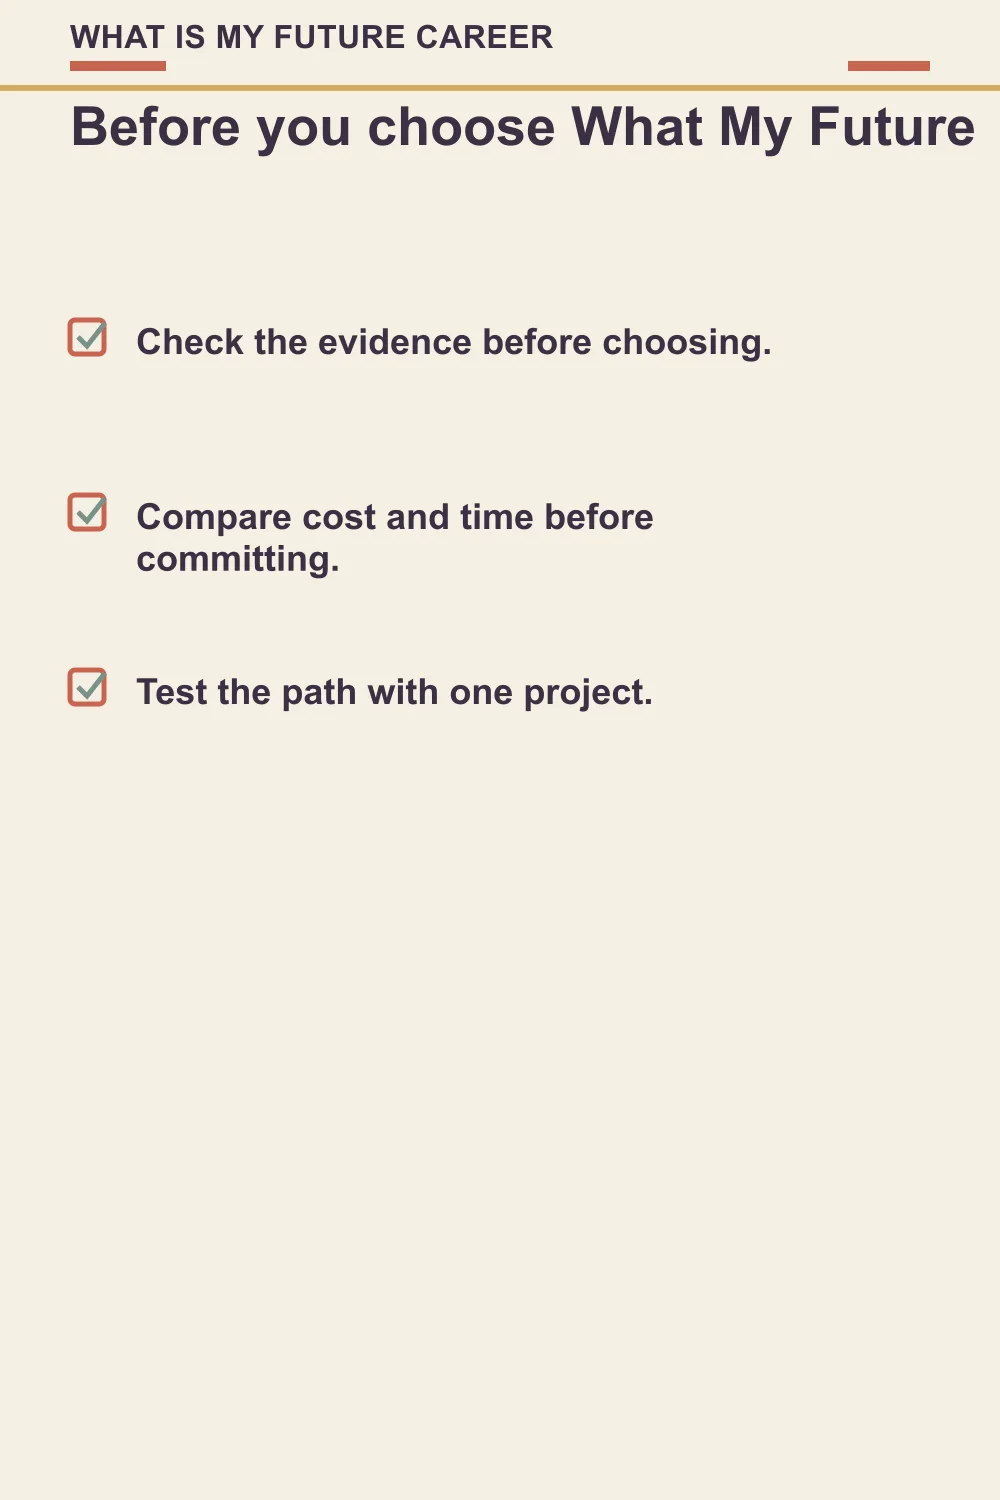 WHAT IS MY FUTURE CAREER
Before you choose What My Future
Check the evidence before choosing.
Compare cost and time before
committing.
Test the path with one project.